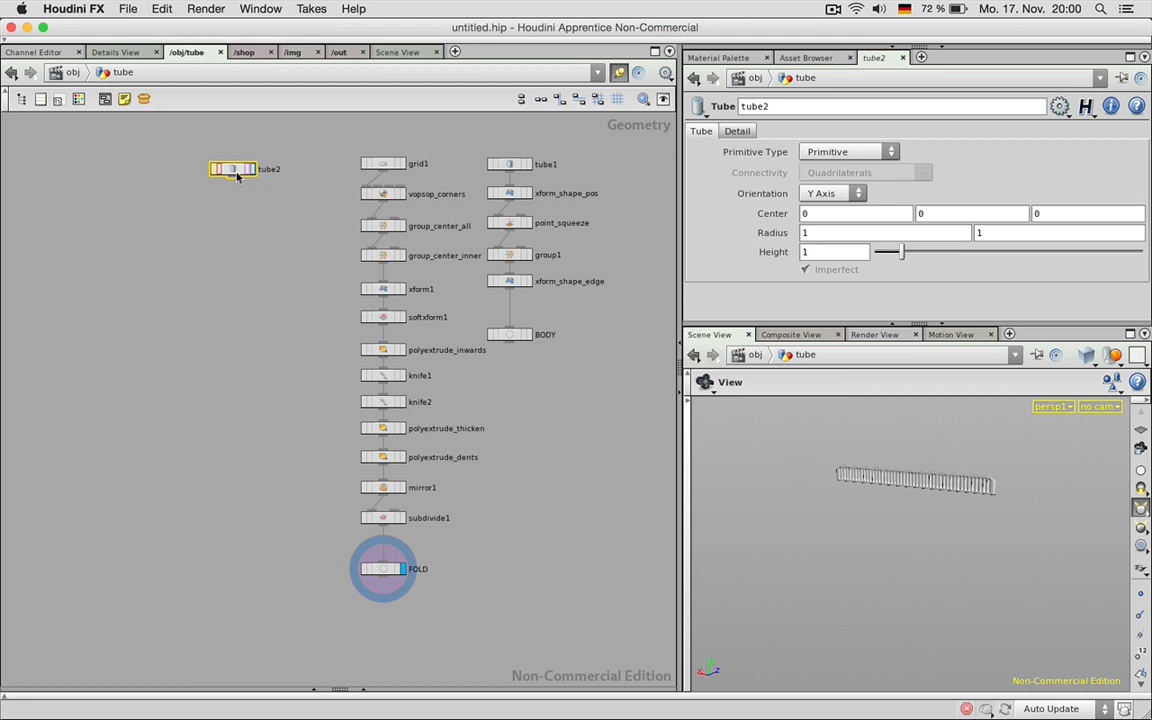 Houdini FX File Edit Render Window Takes Help 72 % Mo. 17. Nov. 20:00
untitled.hip - Houdini Apprentice Non-Commercial
Channel Editor Details View /obj/tube /shop /img /out Scene View
obj tube
Geometry
tube2
grid1
vopsop_corners
group_center_all
group_center_inner
xform1
softxform1
polyextrude_inwards
knife1
knife2
polyextrude_thicken
polyextrude_dents
mirror1
subdivide1
FOLD
tube1
xform_shape_pos
point_squeeze
group1
xform_shape_edge
BODY
Non-Commercial Edition
Material Palette Asset Browser tube2
obj tube
Tube tube2
Tube Detail
Primitive Type Primitive
Connectivity Quadrilaterals
Orientation Y Axis
Center 0 0 0
Radius 1 1
Height 1
Imperfect
Scene View Composite View Render View Motion View
obj tube
View
persp1 no cam
Non-Commercial Edition
12
Auto Update